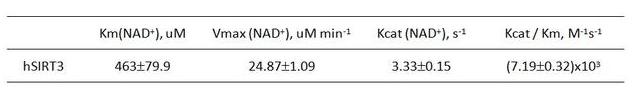 Km(NAD⁺), uM Vmax (NAD⁺), uM min⁻¹ Kcat (NAD⁺), s⁻¹ Kcat / Km, M⁻¹s⁻¹
hSIRT3 463±79.9 24.87±1.09 3.33±0.15 (7.19±0.32)x10³